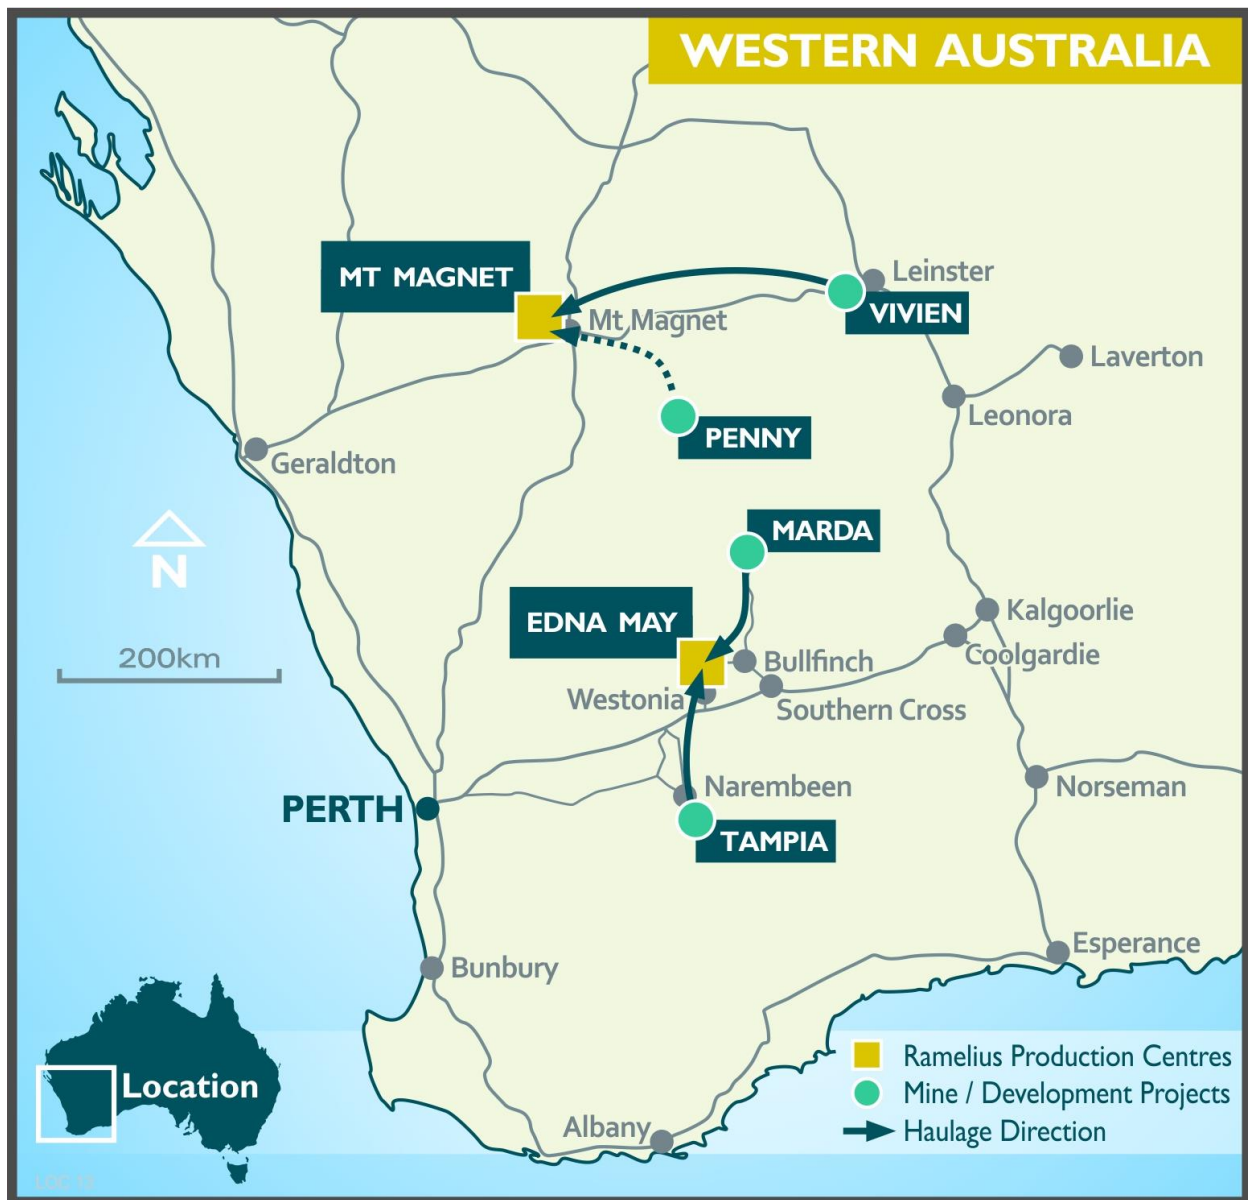 WESTERN AUSTRALIA
MT MAGNET
Leinster
VIVIEN
Mt Magnet
Laverton
Leonora
PENNY
Geraldton
MARDA
N
EDNA MAY
Kalgoorlie
200km
Coolgardie
Bullfinch
Westonia
Southern Cross
Narembeen
Norseman
PERTH
TAMPIA
Esperance
Bunbury
Ramelius Production Centres
Location
Mine / Development Projects
Haulage Direction
Albany